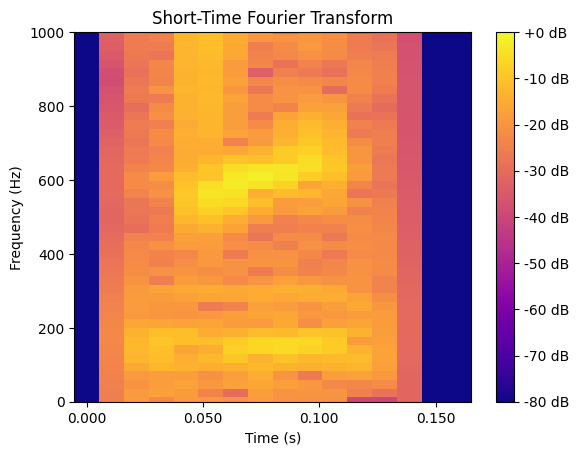 Short-Time Fourier Transform
1000
800
600
400
200
0
Frequency (Hz)
0.000
0.050
0.100
0.150
Time (s)
+0 dB
-10 dB
-20 dB
-30 dB
-40 dB
-50 dB
-60 dB
-70 dB
-80 dB